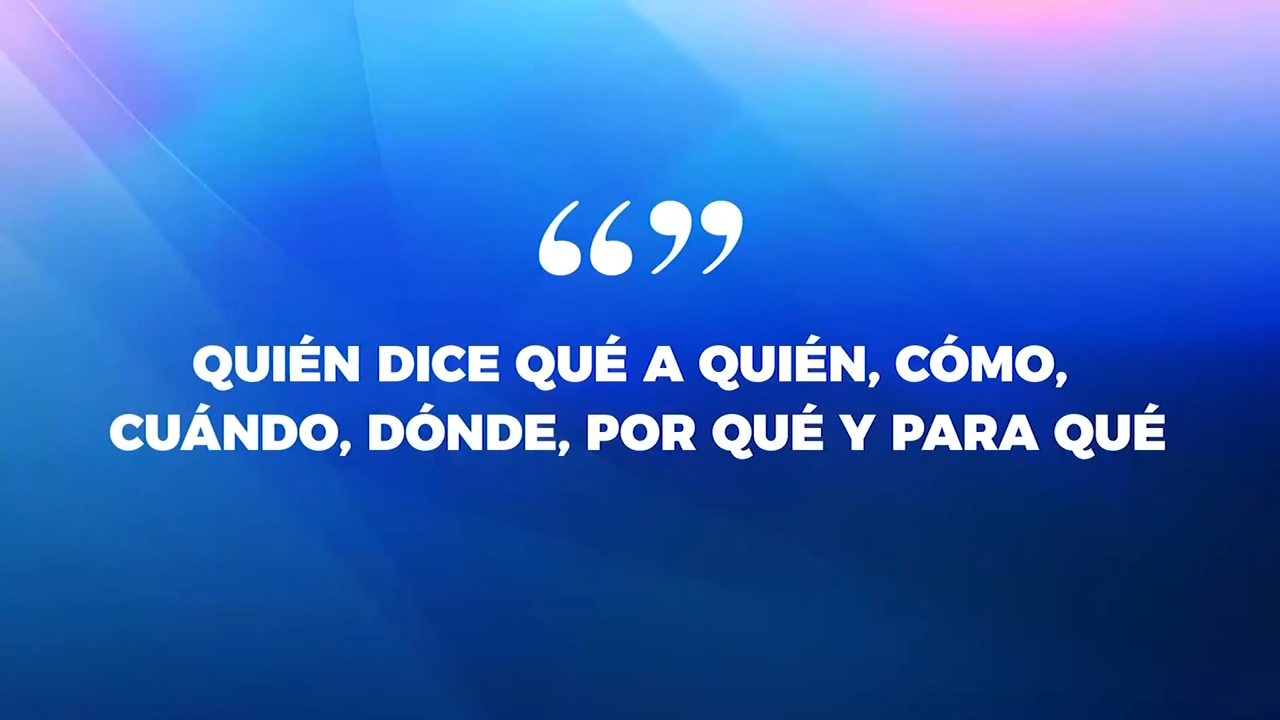 “”
QUIÉN DICE QUÉ A QUIÉN, CÓMO,
CUÁNDO, DÓNDE, POR QUÉ Y PARA QUÉ